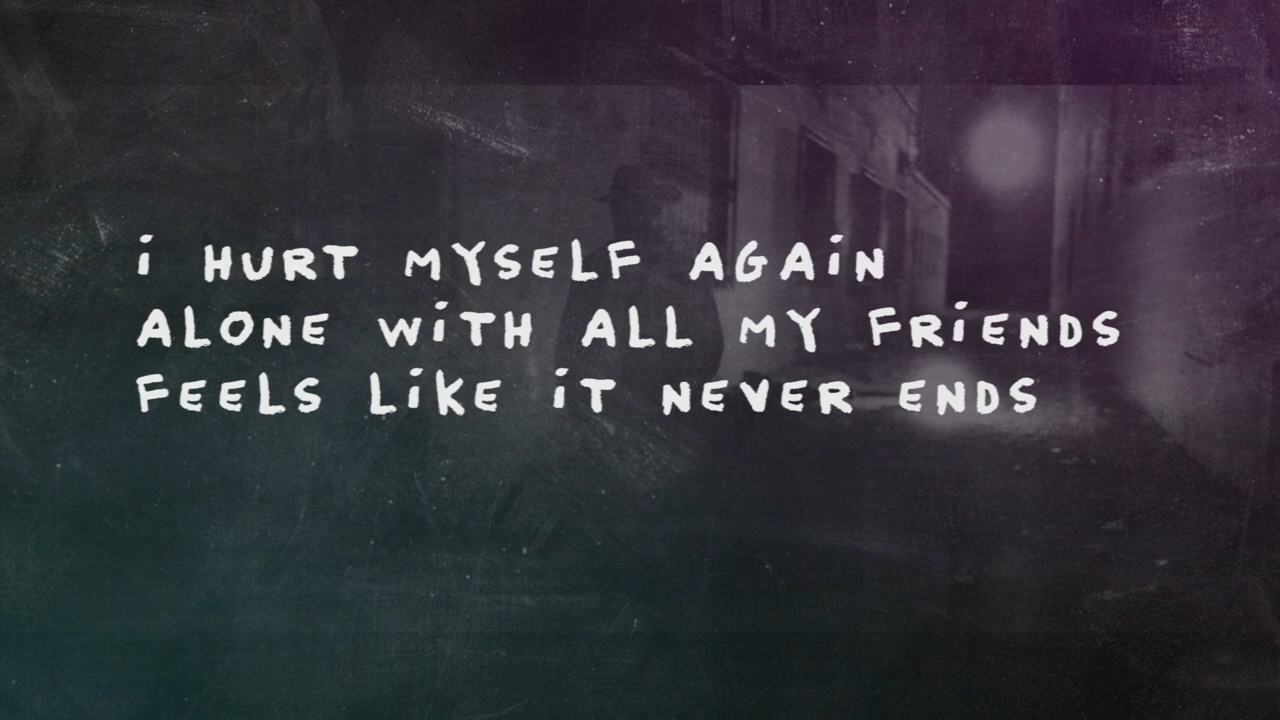 i HURT MYSELF AGAiN
ALONE WiTH ALL MY FRiENDS
FEELS LiKE iT NEVER ENDS